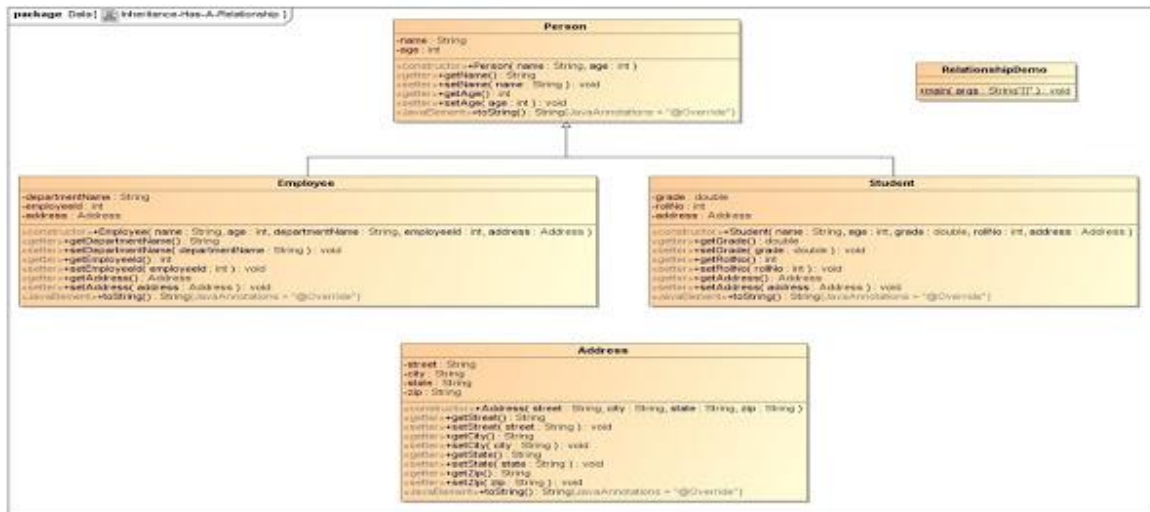 package Data [ Inheritance-Has-A-Relationship ]
Person
-name : String
-age : int
«constructor»+Person( name : String, age : int )
«getter»+getName() : String
«setter»+setName( name : String ) : void
«getter»+getAge() : int
«setter»+setAge( age : int ) : void
«JavaElement»+toString() : String{JavaAnnotations = "@Override"}
RelationshipDemo
+main( args : String"[]" ) : void
Employee
-departmentName : String
-employeeId : int
-address : Address
«constructor»+Employee( name : String, age : int, departmentName : String, employeeId : int, address : Address )
«getter»+getDepartmentName() : String
«setter»+setDepartmentName( departmentName : String ) : void
«getter»+getEmployeeId() : int
«setter»+setEmployeeId( employeeId : int ) : void
«getter»+getAddress() : Address
«setter»+setAddress( address : Address ) : void
«JavaElement»+toString() : String{JavaAnnotations = "@Override"}
Student
-grade : double
-rollNo : int
-address : Address
«constructor»+Student( name : String, age : int, grade : double, rollNo : int, address : Address )
«getter»+getGrade() : double
«setter»+setGrade( grade : double ) : void
«getter»+getRollNo() : int
«setter»+setRollNo( rollNo : int ) : void
«getter»+getAddress() : Address
«setter»+setAddress( address : Address ) : void
«JavaElement»+toString() : String{JavaAnnotations = "@Override"}
Address
-street : String
-city : String
-state : String
-zip : String
«constructor»+Address( street : String, city : String, state : String, zip : String )
«getter»+getStreet() : String
«setter»+setStreet( street : String ) : void
«getter»+getCity() : String
«setter»+setCity( city : String ) : void
«getter»+getState() : String
«setter»+setState( state : String ) : void
«getter»+getZip() : String
«setter»+setZip( zip : String ) : void
«JavaElement»+toString() : String{JavaAnnotations = "@Override"}